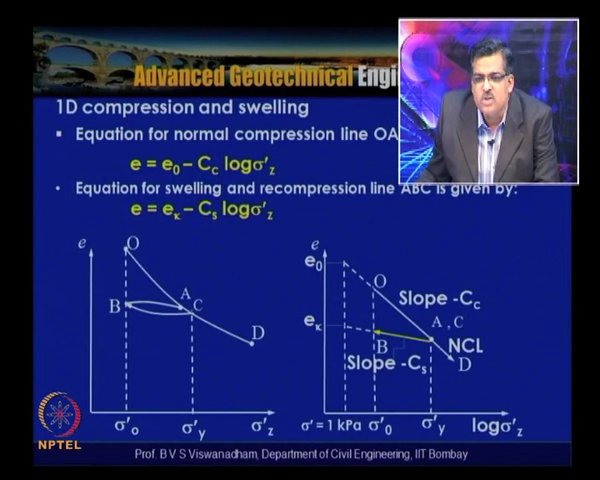 Advanced Geotechnical Engi
1D compression and swelling
▪ Equation for normal compression line OA
e = e₀ – C꜀ logσ'z
• Equation for swelling and recompression line ABC is given by:
e = eκ – Cₛ logσ'z
e
O
A
B
C
D
σ'o
σ'y
σ'z
e
e₀
O
Slope -C꜀
A , C
eκ
B
NCL
Slope -Cₛ
D
σ' = 1 kPa
σ'₀
σ'y
logσ'z
NPTEL
Prof. B V S Viswanadham, Department of Civil Engineering, IIT Bombay